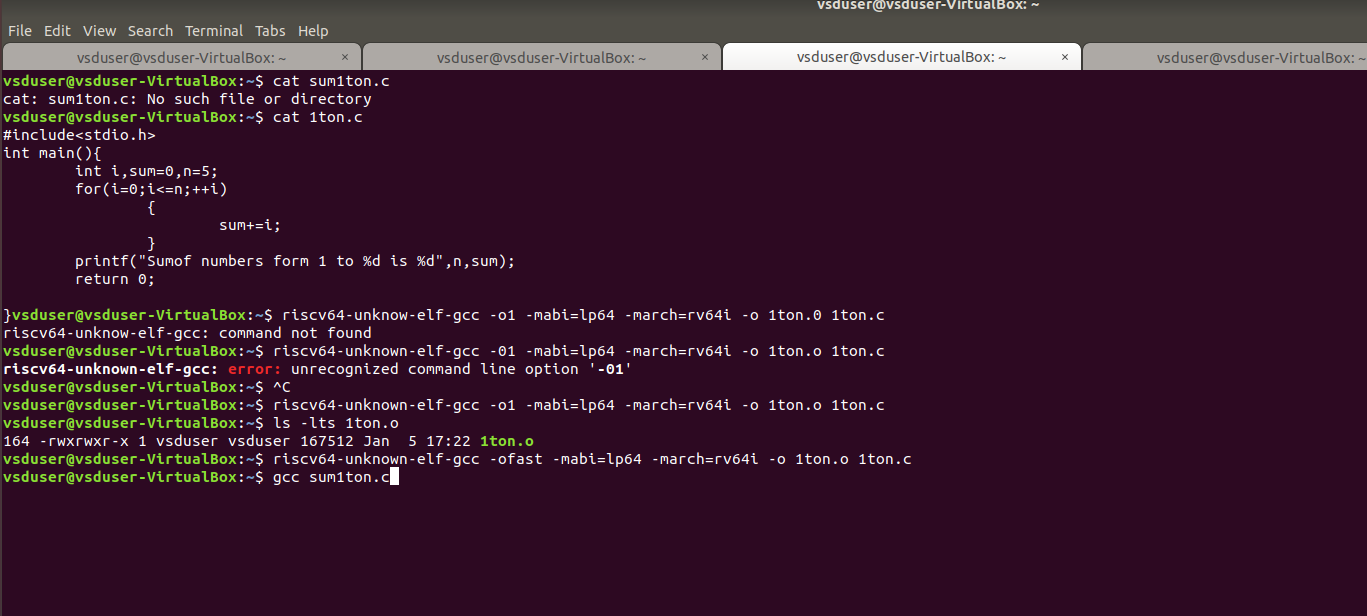 vsduser@vsduser-VirtualBox: ~
File Edit View Search Terminal Tabs Help
vsduser@vsduser-VirtualBox: ~ × vsduser@vsduser-VirtualBox: ~ × vsduser@vsduser-VirtualBox: ~ × vsduser@vsduser-VirtualBox: ~
vsduser@vsduser-VirtualBox:~$ cat sum1ton.c
cat: sum1ton.c: No such file or directory
vsduser@vsduser-VirtualBox:~$ cat 1ton.c
#include<stdio.h>
int main(){
        int i,sum=0,n=5;
        for(i=0;i<=n;++i)
                {
                        sum+=i;
                }
        printf("Sumof numbers form 1 to %d is %d",n,sum);
        return 0;

}vsduser@vsduser-VirtualBox:~$ riscv64-unknow-elf-gcc -o1 -mabi=lp64 -march=rv64i -o 1ton.0 1ton.c
riscv64-unknow-elf-gcc: command not found
vsduser@vsduser-VirtualBox:~$ riscv64-unknown-elf-gcc -01 -mabi=lp64 -march=rv64i -o 1ton.o 1ton.c
riscv64-unknown-elf-gcc: error: unrecognized command line option '-01'
vsduser@vsduser-VirtualBox:~$ ^C
vsduser@vsduser-VirtualBox:~$ riscv64-unknown-elf-gcc -o1 -mabi=lp64 -march=rv64i -o 1ton.o 1ton.c
vsduser@vsduser-VirtualBox:~$ ls -lts 1ton.o
164 -rwxrwxr-x 1 vsduser vsduser 167512 Jan  5 17:22 1ton.o
vsduser@vsduser-VirtualBox:~$ riscv64-unknown-elf-gcc -ofast -mabi=lp64 -march=rv64i -o 1ton.o 1ton.c
vsduser@vsduser-VirtualBox:~$ gcc sum1ton.c